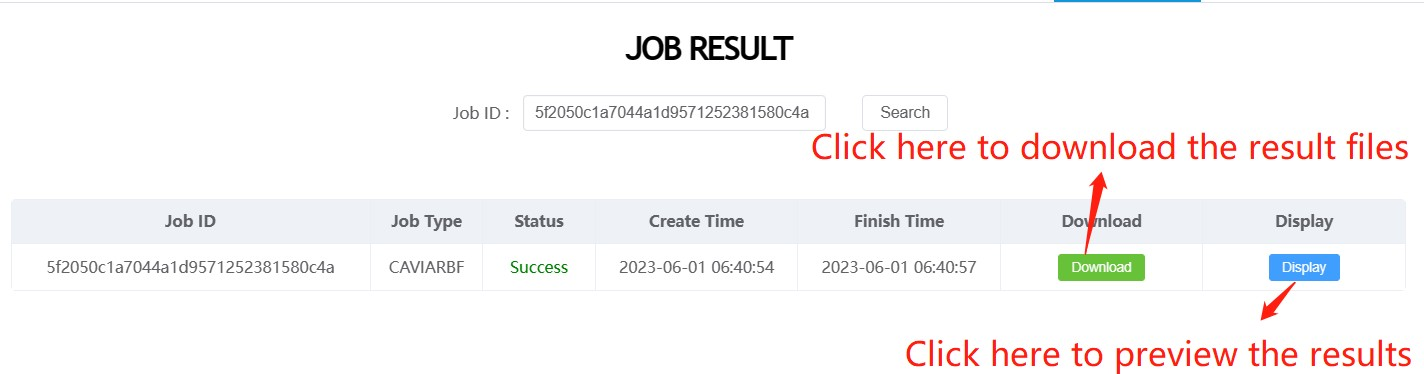 JOB RESULT
Job ID : 5f2050c1a7044a1d9571252381580c4a Search
Click here to download the result files
Job ID Job Type Status Create Time Finish Time Download Display
5f2050c1a7044a1d9571252381580c4a CAVIARBF Success 2023-06-01 06:40:54 2023-06-01 06:40:57 Download Display
Click here to preview the results